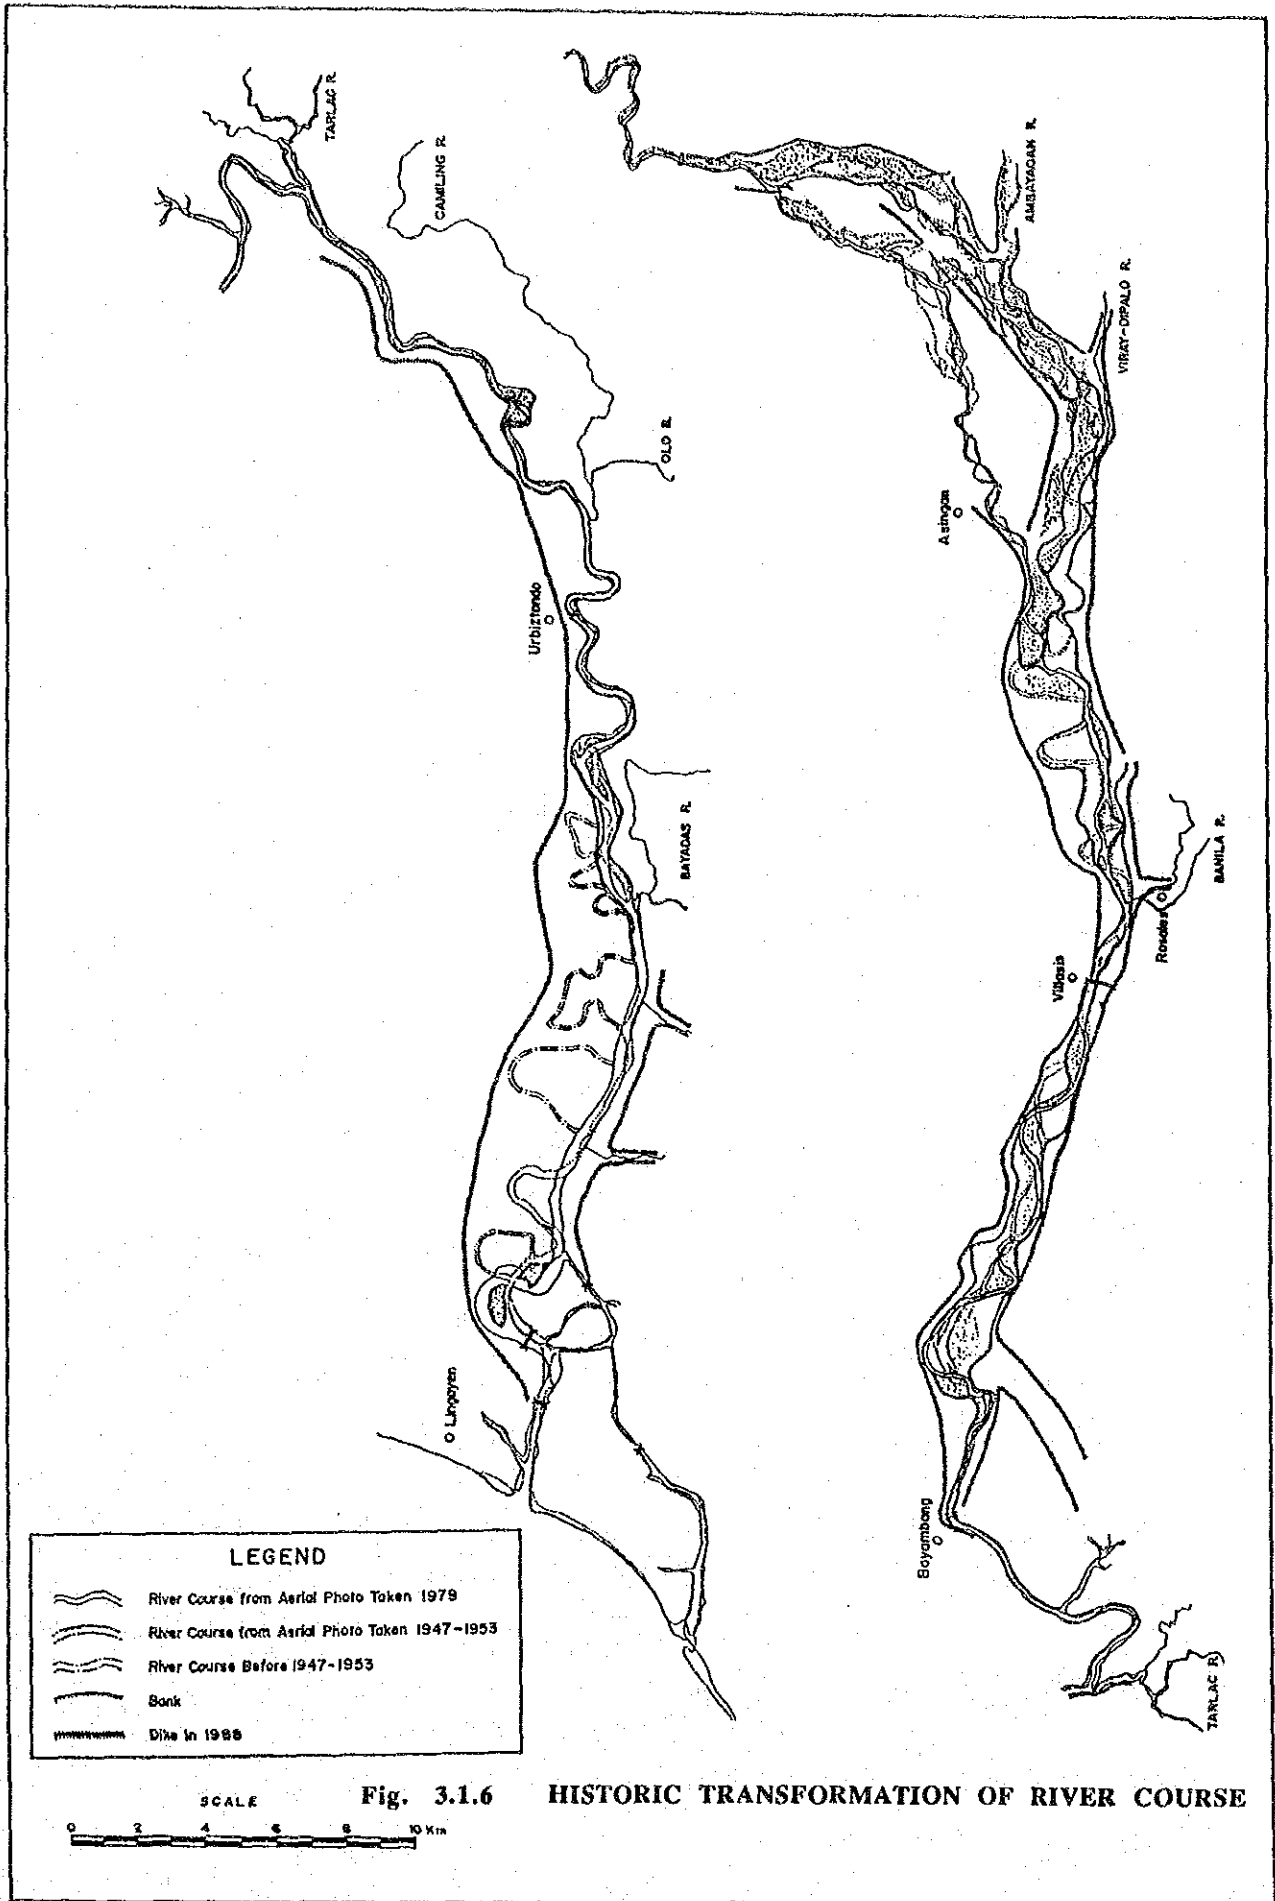 TARLAC R.
CAMILING R.
OLO R.
Urbiztondo
BAYAOAS R.
Lingayen
AMBAYAOAN R.
VIRAY-DIPALO R.
Asingan
BANILA R.
Rosales
Villasis
Bayambang
TARLAC R.
LEGEND
River Course from Aerial Photo Taken 1979
River Course from Aerial Photo Taken 1947-1953
River Course Before 1947-1953
Bank
Dike in 1988
SCALE
0 2 4 6 8 10 Km
Fig. 3.1.6 HISTORIC TRANSFORMATION OF RIVER COURSE